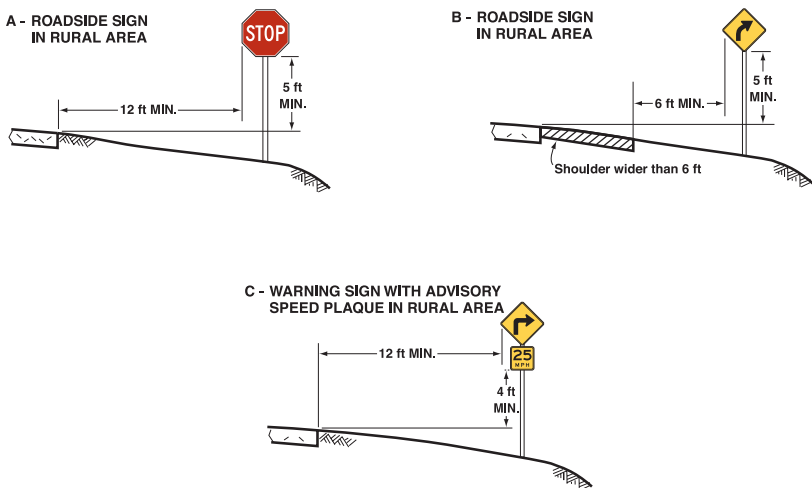 A - ROADSIDE SIGN
IN RURAL AREA
STOP
5 ft
MIN.
12 ft MIN.
B - ROADSIDE SIGN
IN RURAL AREA
5 ft
MIN.
6 ft MIN.
Shoulder wider than 6 ft
C - WARNING SIGN WITH ADVISORY
SPEED PLAQUE IN RURAL AREA
12 ft MIN.
25
MPH
4 ft
MIN.